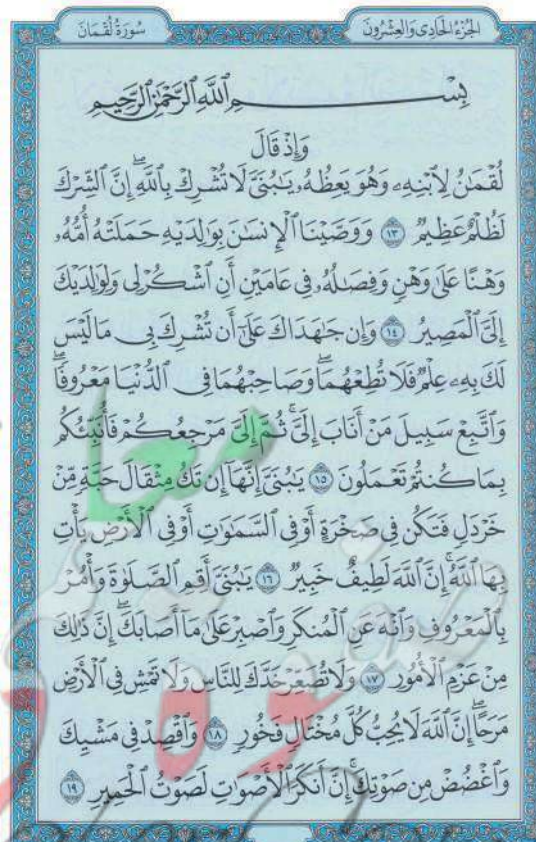 الجُزْءُ الحَادِي وَالعِشْرُونَ
سُورَةُ لُقْمَانَ
بِسْمِ ٱللَّهِ ٱلرَّحْمَٰنِ ٱلرَّحِيمِ
وَإِذْ قَالَ
لُقْمَٰنُ لِٱبْنِهِۦ وَهُوَ يَعِظُهُۥ يَٰبُنَىَّ لَا تُشْرِكْ بِٱللَّهِۖ إِنَّ ٱلشِّرْكَ
لَظُلْمٌ عَظِيمٌ ١٣ وَوَصَّيْنَا ٱلْإِنسَٰنَ بِوَٰلِدَيْهِ حَمَلَتْهُ أُمُّهُۥ
وَهْنًا عَلَىٰ وَهْنٍ وَفِصَٰلُهُۥ فِى عَامَيْنِ أَنِ ٱشْكُرْ لِى وَلِوَٰلِدَيْكَ
إِلَىَّ ٱلْمَصِيرُ ١٤ وَإِن جَٰهَدَاكَ عَلَىٰٓ أَن تُشْرِكَ بِى مَا لَيْسَ
لَكَ بِهِۦ عِلْمٌ فَلَا تُطِعْهُمَاۖ وَصَاحِبْهُمَا فِى ٱلدُّنْيَا مَعْرُوفًاۖ
وَٱتَّبِعْ سَبِيلَ مَنْ أَنَابَ إِلَىَّۚ ثُمَّ إِلَىَّ مَرْجِعُكُمْ فَأُنَبِّئُكُم
بِمَا كُنتُمْ تَعْمَلُونَ ١٥ يَٰبُنَىَّ إِنَّهَآ إِن تَكُ مِثْقَالَ حَبَّةٍ مِّنْ
خَرْدَلٍ فَتَكُن فِى صَخْرَةٍ أَوْ فِى ٱلسَّمَٰوَٰتِ أَوْ فِى ٱلْأَرْضِ يَأْتِ
بِهَا ٱللَّهُۚ إِنَّ ٱللَّهَ لَطِيفٌ خَبِيرٌ ١٦ يَٰبُنَىَّ أَقِمِ ٱلصَّلَوٰةَ وَأْمُرْ
بِٱلْمَعْرُوفِ وَٱنْهَ عَنِ ٱلْمُنكَرِ وَٱصْبِرْ عَلَىٰ مَآ أَصَابَكَۖ إِنَّ ذَٰلِكَ
مِنْ عَزْمِ ٱلْأُمُورِ ١٧ وَلَا تُصَعِّرْ خَدَّكَ لِلنَّاسِ وَلَا تَمْشِ فِى ٱلْأَرْضِ
مَرَحًاۖ إِنَّ ٱللَّهَ لَا يُحِبُّ كُلَّ مُخْتَالٍ فَخُورٍ ١٨ وَٱقْصِدْ فِى مَشْيِكَ
وَٱغْضُضْ مِن صَوْتِكَۚ إِنَّ أَنكَرَ ٱلْأَصْوَٰتِ لَصَوْتُ ٱلْحَمِيرِ ١٩
معا